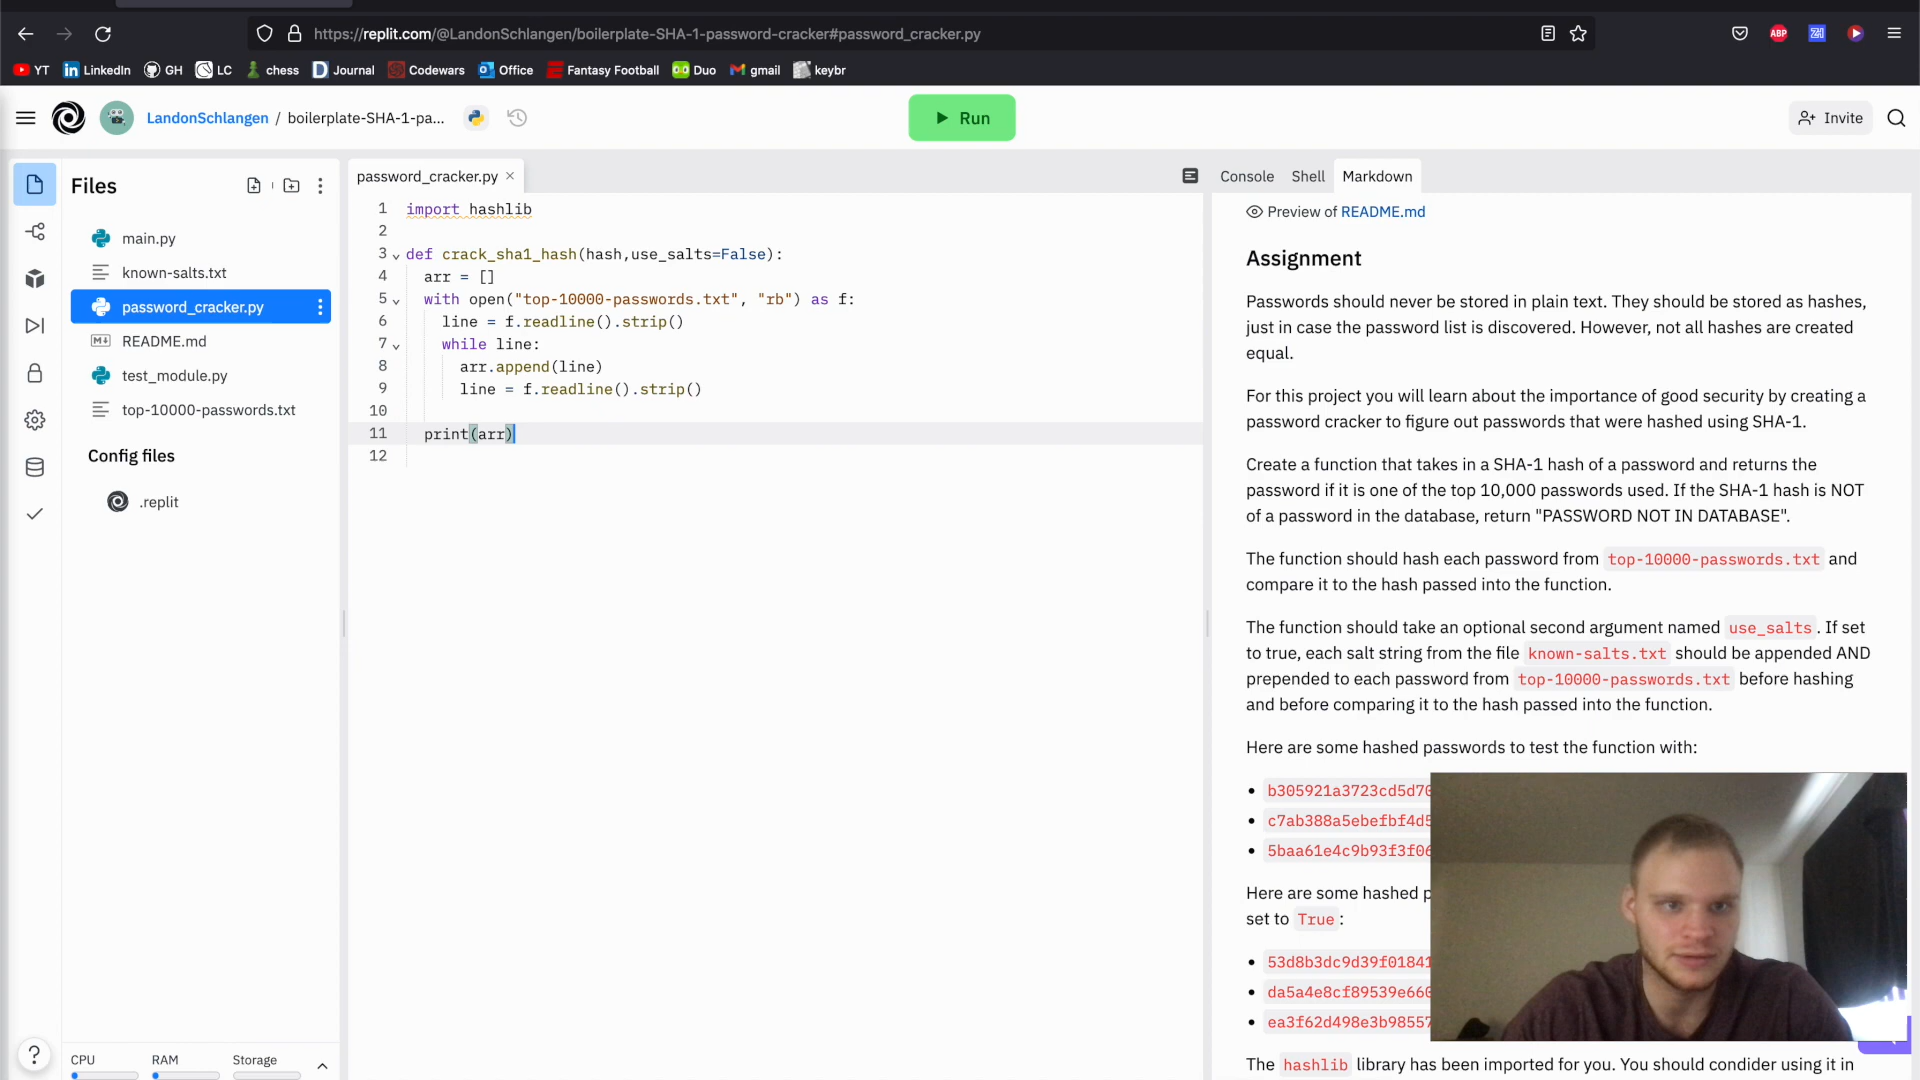 https://replit.com/@LandonSchlangen/boilerplate-SHA-1-password-cracker#password_cracker.py
ABP
YT
LinkedIn
GH
LC
chess
Journal
Codewars
Office
Fantasy Football
Duo
gmail
keybr
LandonSchlangen / boilerplate-SHA-1-pa...
Run
Invite
Files
main.py
known-salts.txt
password_cracker.py
README.md
test_module.py
top-10000-passwords.txt
Config files
.replit
?
CPU
RAM
Storage
password_cracker.py
1 import hashlib
2
3 def crack_sha1_hash(hash,use_salts=False):
4 arr = []
5 with open("top-10000-passwords.txt", "rb") as f:
6 line = f.readline().strip()
7 while line:
8 arr.append(line)
9 line = f.readline().strip()
10
11 print(arr)
12
Console
Shell
Markdown
Preview of README.md
Assignment
Passwords should never be stored in plain text. They should be stored as hashes,
just in case the password list is discovered. However, not all hashes are created
equal.
For this project you will learn about the importance of good security by creating a
password cracker to figure out passwords that were hashed using SHA-1.
Create a function that takes in a SHA-1 hash of a password and returns the
password if it is one of the top 10,000 passwords used. If the SHA-1 hash is NOT
of a password in the database, return "PASSWORD NOT IN DATABASE".
The function should hash each password from top-10000-passwords.txt and
compare it to the hash passed into the function.
The function should take an optional second argument named use_salts. If set
to true, each salt string from the file known-salts.txt should be appended AND
prepended to each password from top-10000-passwords.txt before hashing
and before comparing it to the hash passed into the function.
Here are some hashed passwords to test the function with:
b305921a3723cd5d70
c7ab388a5ebefbf4d5
5baa61e4c9b93f3f06
Here are some hashed p
set to True:
53d8b3dc9d39f01841
da5a4e8cf89539e660
ea3f62d498e3b98557
The hashlib library has been imported for you. You should condider using it in